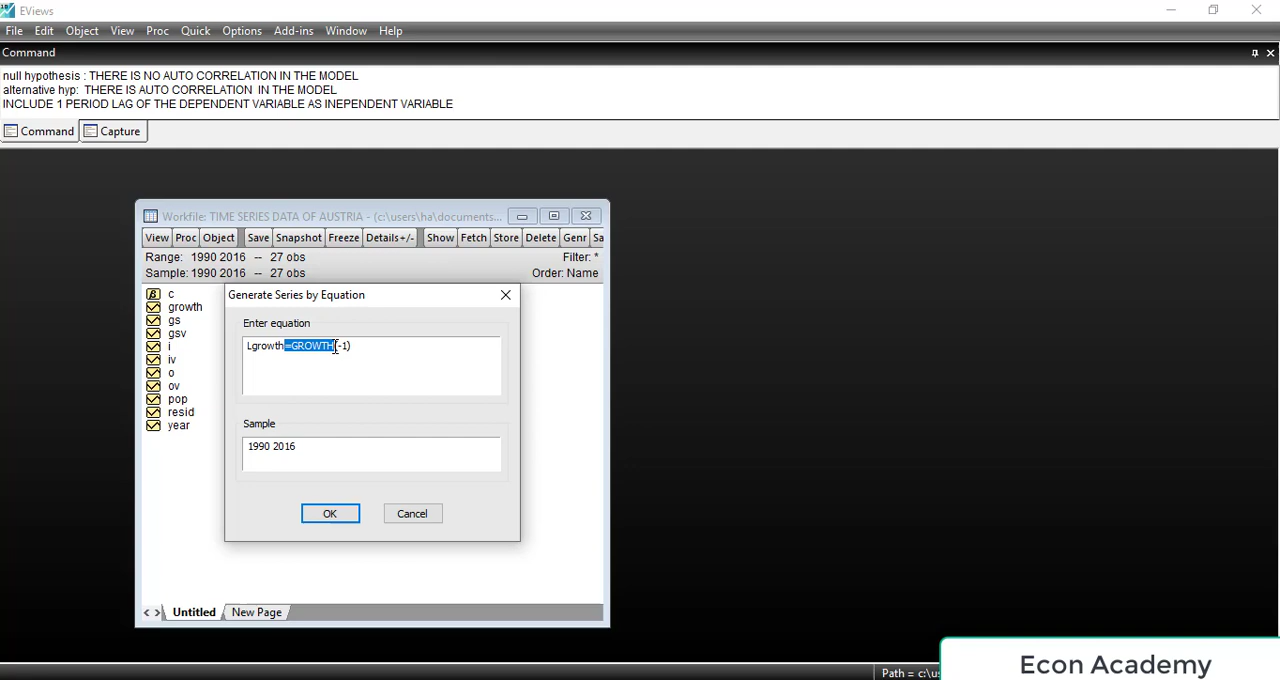 EViews
File Edit Object View Proc Quick Options Add-ins Window Help
Command
null hypothesis : THERE IS NO AUTO CORRELATION IN THE MODEL
alternative hyp: THERE IS AUTO CORRELATION IN THE MODEL
INCLUDE 1 PERIOD LAG OF THE DEPENDENT VARIABLE AS INEPENDENT VARIABLE
Command Capture
Workfile: TIME SERIES DATA OF AUSTRIA - (c:\users\ha\documents...
View Proc Object Save Snapshot Freeze Details+/- Show Fetch Store Delete Genr Sa
Range: 1990 2016 -- 27 obs Filter: *
Sample: 1990 2016 -- 27 obs Order: Name
c
growth
gs
gsv
i
iv
o
ov
pop
resid
year
Generate Series by Equation
Enter equation
Lgrowth=GROWTH(-1)
Sample
1990 2016
OK Cancel
Untitled New Page
Path = c:\us
Econ Academy